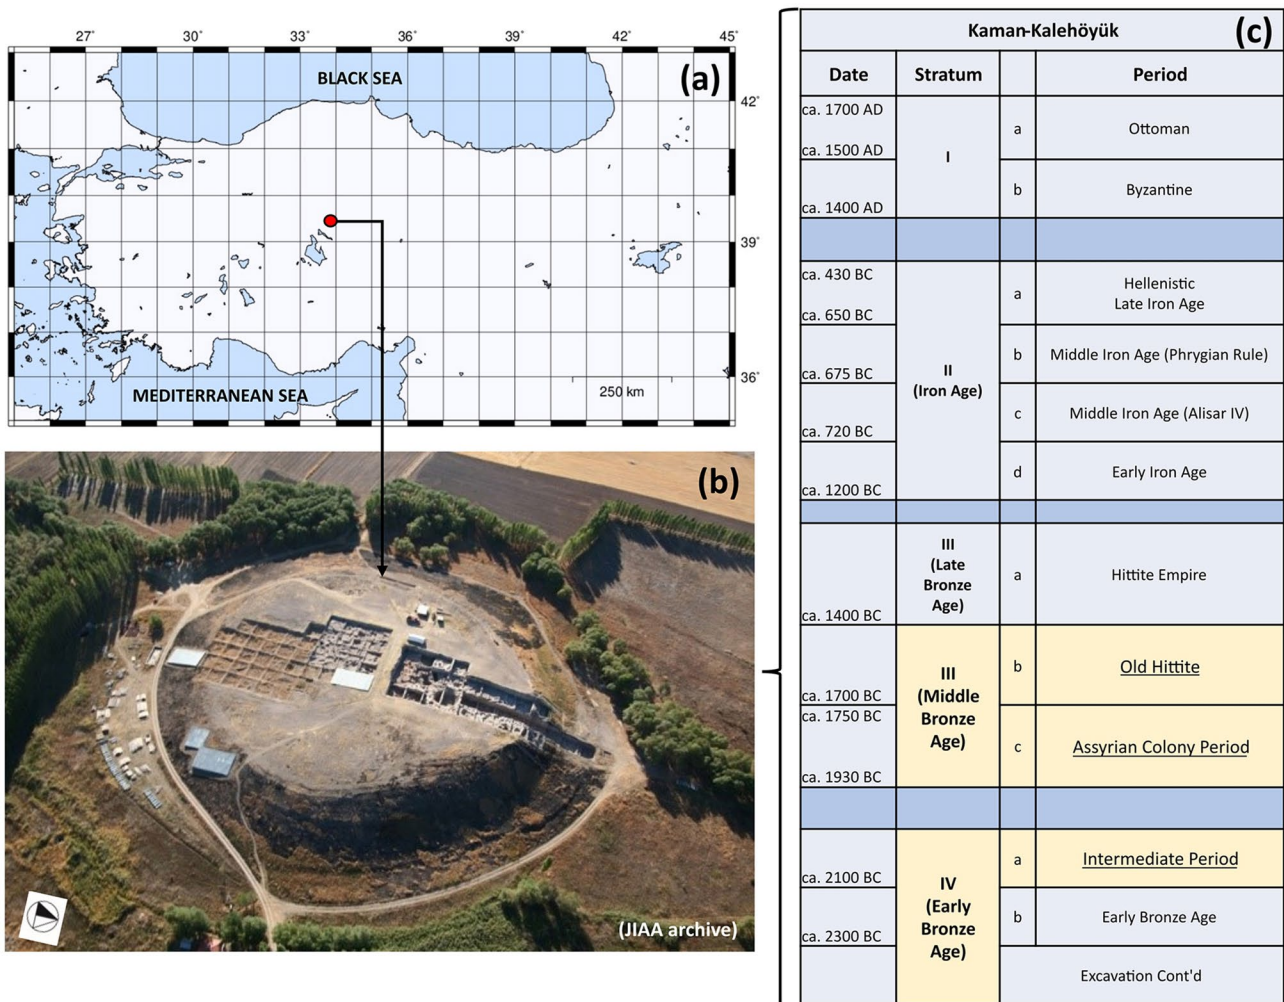 27°
30°
33°
36°
39°
42°
45°
(a)
BLACK SEA
42°
39°
36°
250 km
MEDITERRANEAN SEA
(b)
(JIAA archive)
(c)
Kaman-Kalehöyük
Date Stratum Period
ca. 1700 AD
ca. 1500 AD
I
a Ottoman
ca. 1400 AD
b Byzantine
ca. 430 BC
ca. 650 BC
II
(Iron Age)
a Hellenistic
Late Iron Age
ca. 675 BC
b Middle Iron Age (Phrygian Rule)
ca. 720 BC
c Middle Iron Age (Alisar IV)
ca. 1200 BC
d Early Iron Age
ca. 1400 BC
III
(Late
Bronze
Age)
a Hittite Empire
ca. 1700 BC
III
(Middle
Bronze
Age)
b Old Hittite
ca. 1750 BC
ca. 1930 BC
c Assyrian Colony Period
ca. 2100 BC
IV
(Early
Bronze
Age)
a Intermediate Period
ca. 2300 BC
b Early Bronze Age
Excavation Cont'd